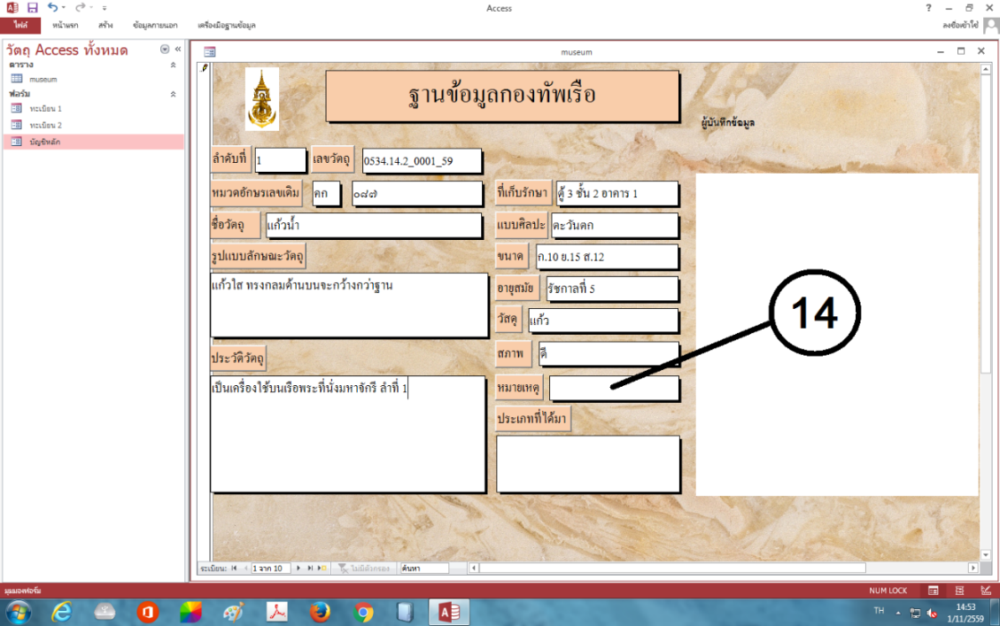 Access
?
ไฟล์ หน้าแรก สร้าง ข้อมูลภายนอก เครื่องมือฐานข้อมูล
ลงชื่อเข้าใช้
วัตถุ Access ทั้งหมด
ตาราง
museum
ฟอร์ม
ทะเบียน 1
ทะเบียน 2
บัญชีหลัก
museum
ฐานข้อมูลกองทัพเรือ
ผู้บันทึกข้อมูล
ลำดับที่ 1 เลขวัตถุ 0534.14.2_0001_59
หมวดอักษรเลขเดิม คก ๐๘๗
ที่เก็บรักษา ตู้ 3 ชั้น 2 อาคาร 1
ชื่อวัตถุ แก้วน้ำ
แบบศิลปะ ตะวันตก
รูปแบบลักษณะวัตถุ
ขนาด ก.10 ย.15 ส.12
แก้วใส ทรงกลมด้านบนจะกว้างกว่าฐาน
อายุสมัย รัชกาลที่ 5
วัสดุ แก้ว
14
สภาพ ดี
ประวัติวัตถุ
เป็นเครื่องใช้บนเรือพระที่นั่งมหาจักรี ลำที่ 1
หมายเหตุ
ประเภทที่ได้มา
ระเบียน: 1 จาก 10 ไม่มีตัวกรอง ค้นหา
มุมมองฟอร์ม
NUM LOCK
TH
14:53
1/11/2559